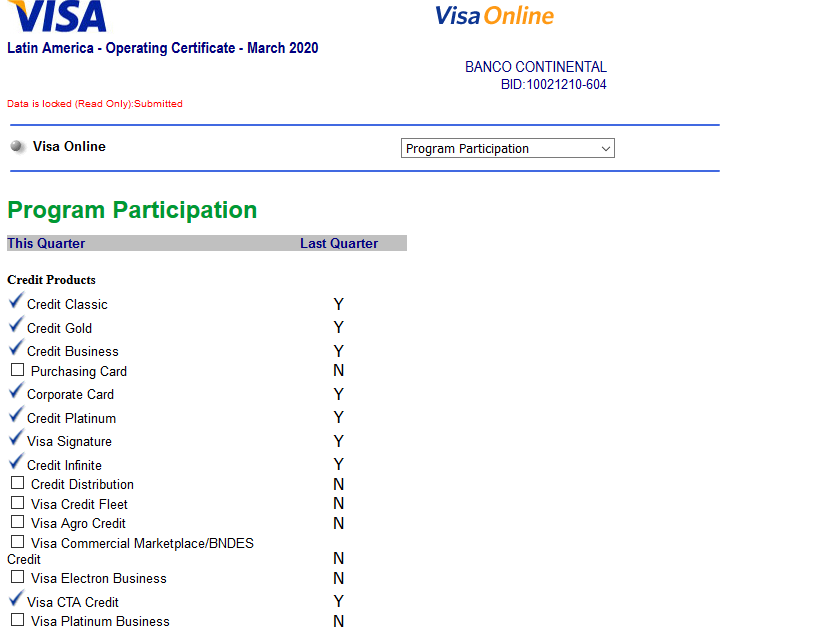 VISA
Visa Online
Latin America - Operating Certificate - March 2020
BANCO CONTINENTAL
BID:10021210-604
Data is locked (Read Only):Submitted
Visa Online Program Participation
Program Participation
This Quarter Last Quarter
Credit Products
Credit Classic Y
Credit Gold Y
Credit Business Y
Purchasing Card N
Corporate Card Y
Credit Platinum Y
Visa Signature Y
Credit Infinite Y
Credit Distribution N
Visa Credit Fleet N
Visa Agro Credit N
Visa Commercial Marketplace/BNDES
Credit N
Visa Electron Business N
Visa CTA Credit Y
Visa Platinum Business N